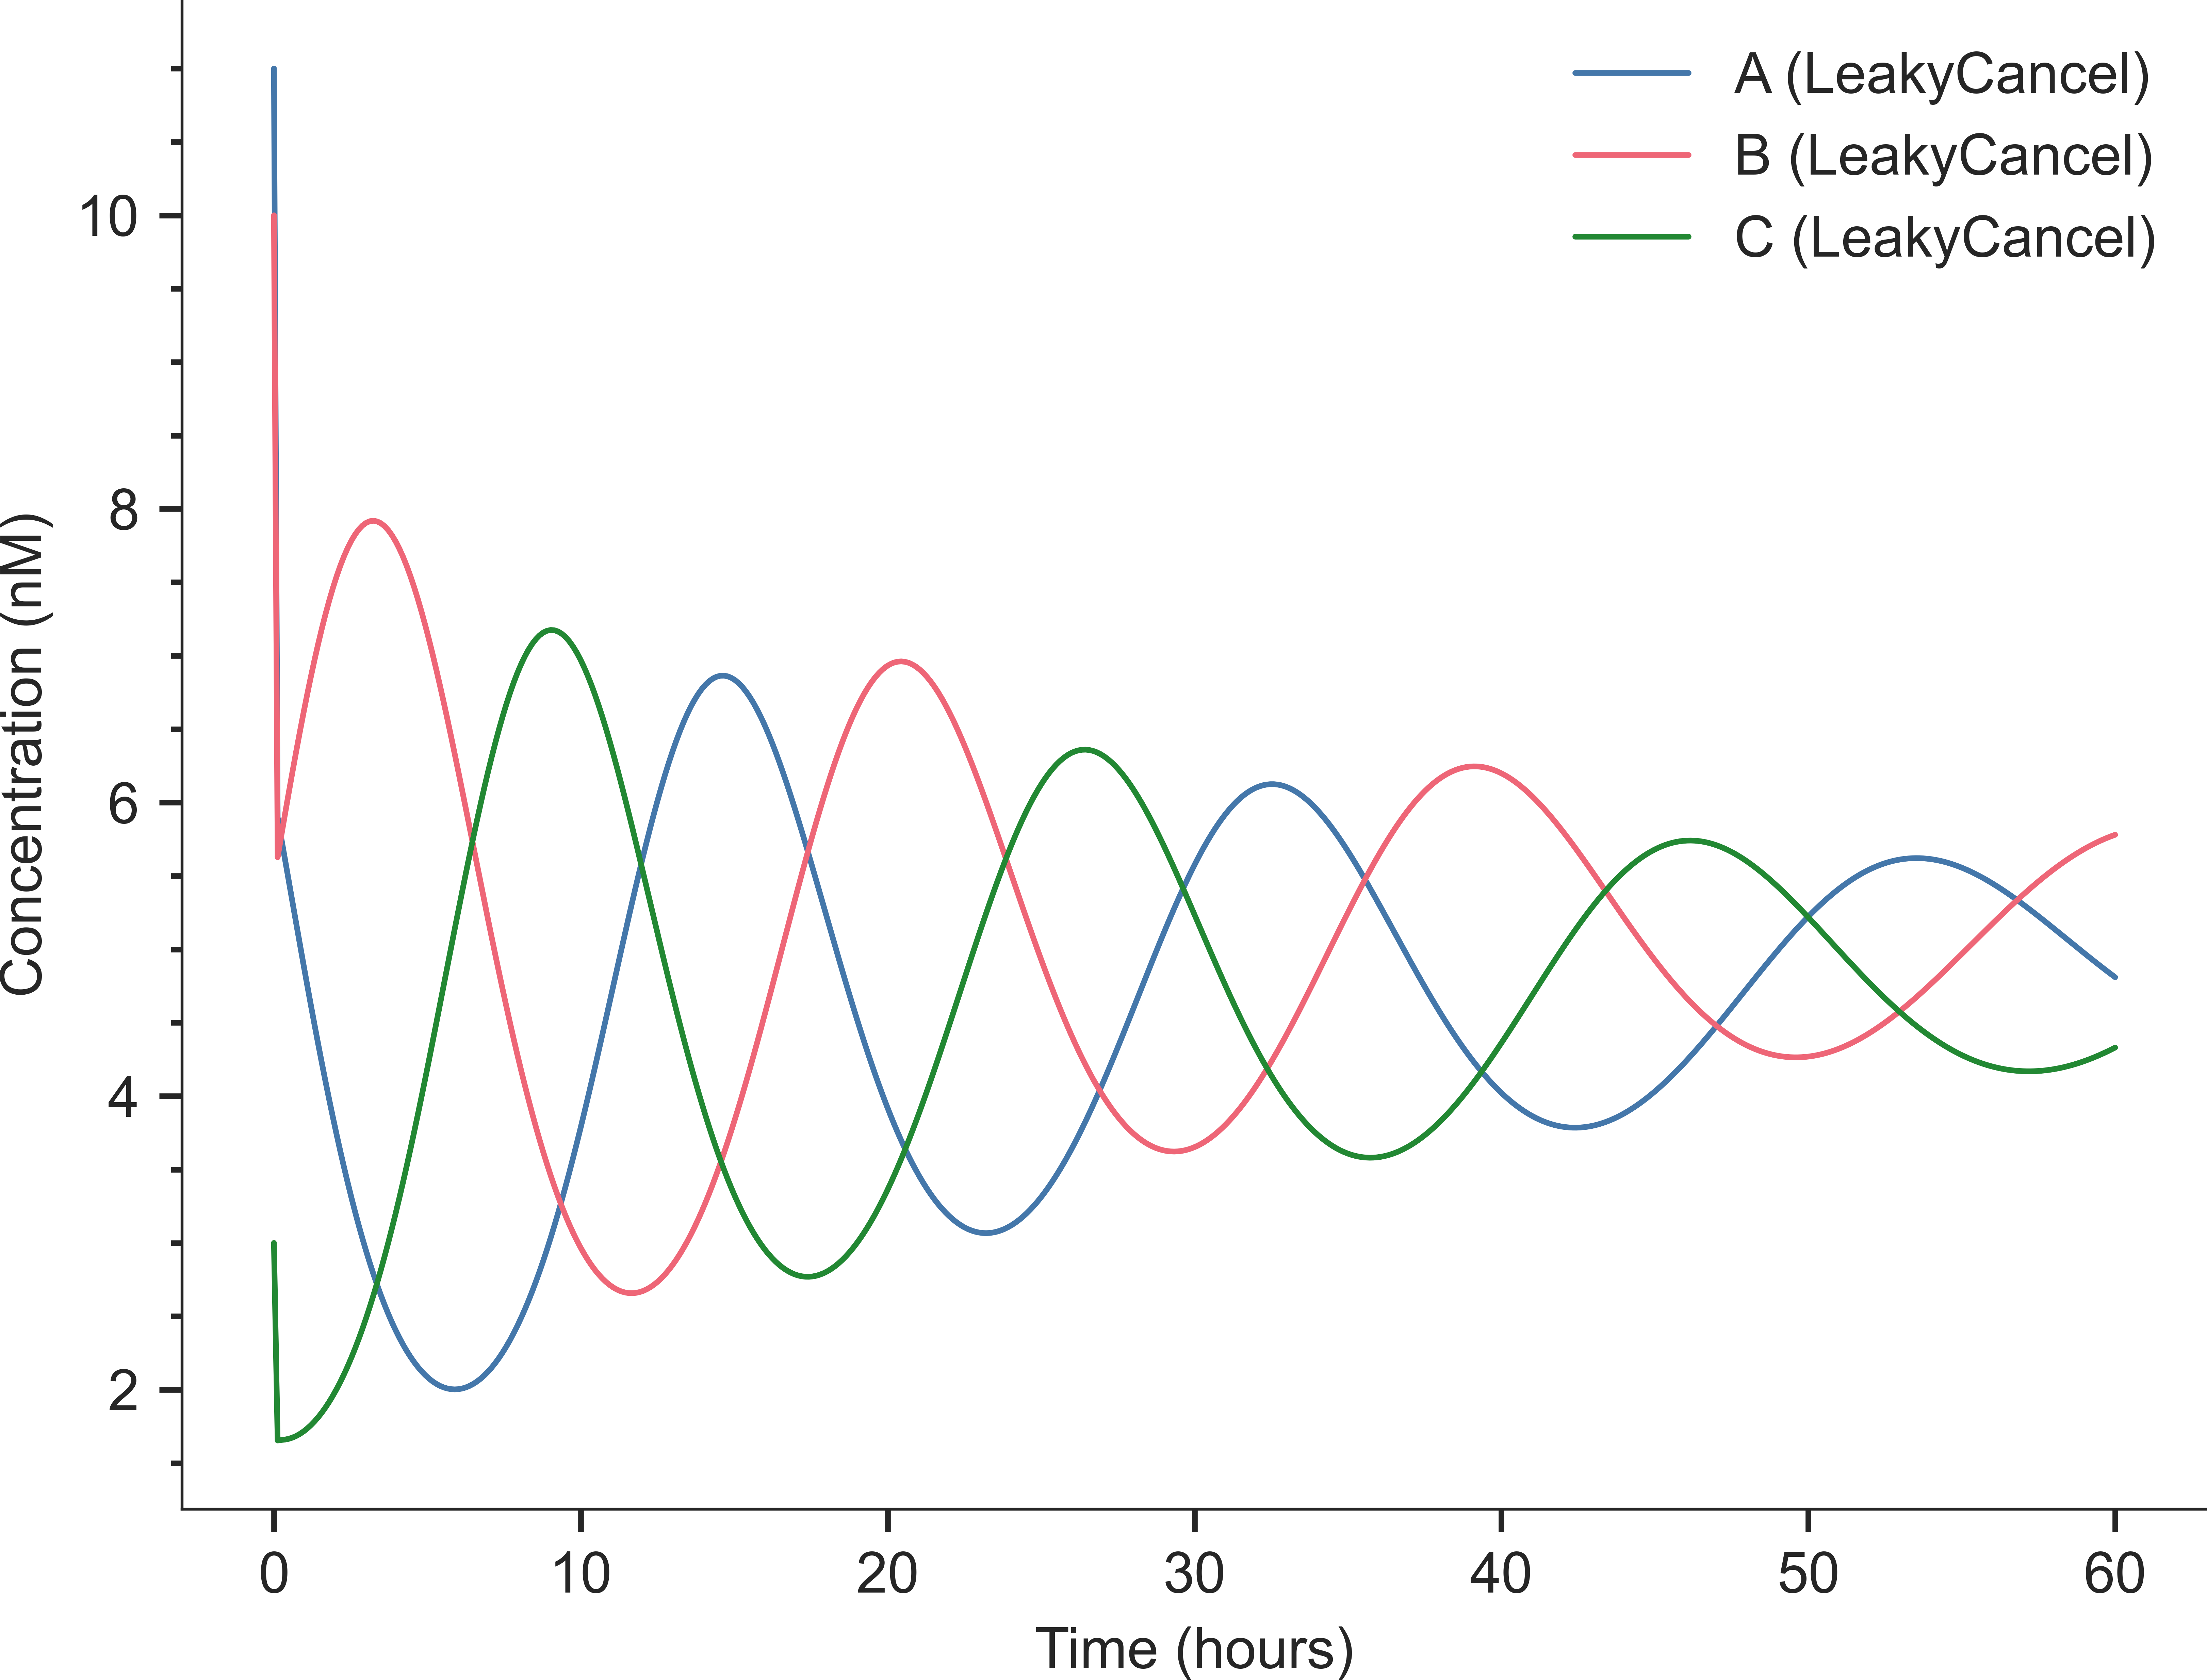 A (LeakyCancel)
B (LeakyCancel)
C (LeakyCancel)
10
8
6
4
2
Concentration (nM)
0 10 20 30 40 50 60
Time (hours)